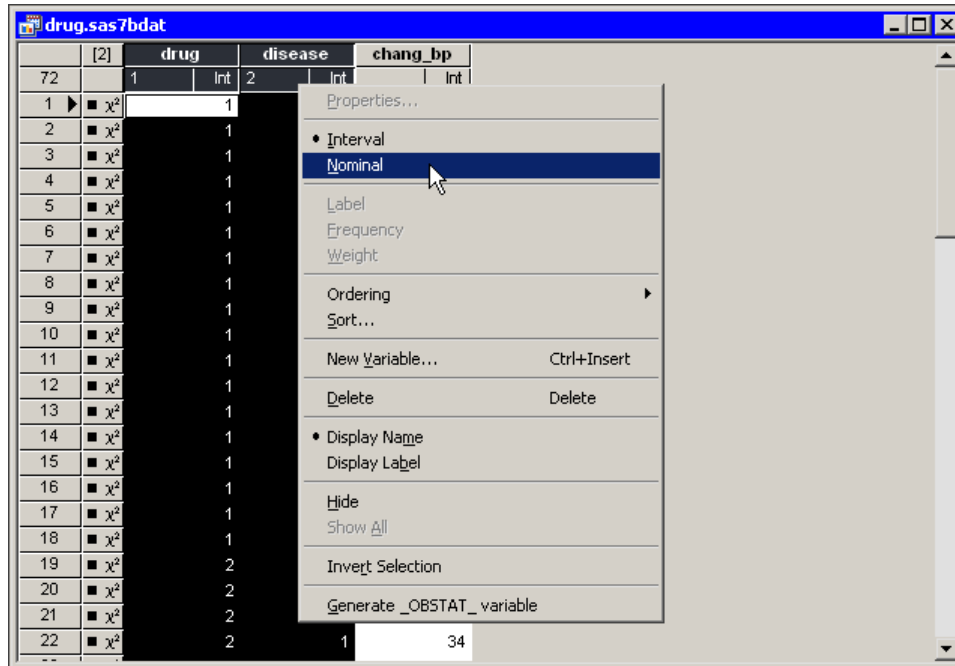 drug.sas7bdat
[2] drug disease chang_bp
72 1 Int 2 Int Int
1 χ² 1
2 χ² 1
3 χ² 1
4 χ² 1
5 χ² 1
6 χ² 1
7 χ² 1
8 χ² 1
9 χ² 1
10 χ² 1
11 χ² 1
12 χ² 1
13 χ² 1
14 χ² 1
15 χ² 1
16 χ² 1
17 χ² 1
18 χ² 1
19 χ² 2
20 χ² 2
21 χ² 2
22 χ² 2 1 34
Properties...
Interval
Nominal
Label
Frequency
Weight
Ordering
Sort...
New Variable... Ctrl+Insert
Delete Delete
Display Name
Display Label
Hide
Show All
Invert Selection
Generate _OBSTAT_ variable